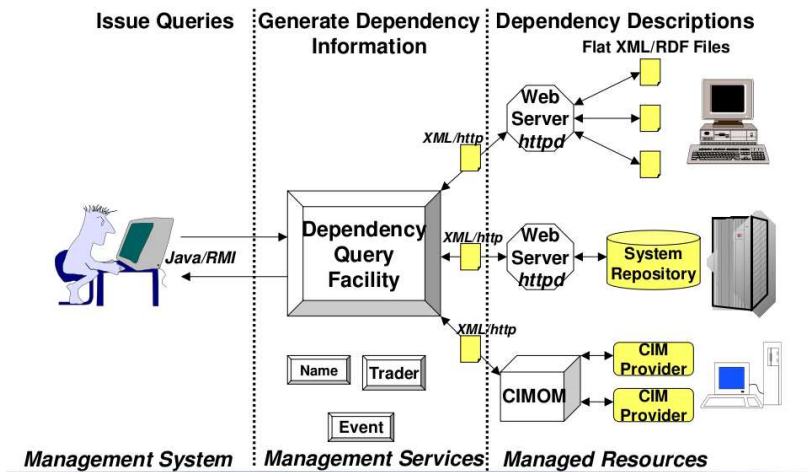 Issue Queries
Generate Dependency
Information
Dependency Descriptions
Flat XML/RDF Files
Web
Server
httpd
XML/http
Java/RMI
Dependency
Query
Facility
XML/http
Web
Server
httpd
System
Repository
XML/http
CIMOM
CIM
Provider
CIM
Provider
Name
Trader
Event
Management System
Management Services
Managed Resources